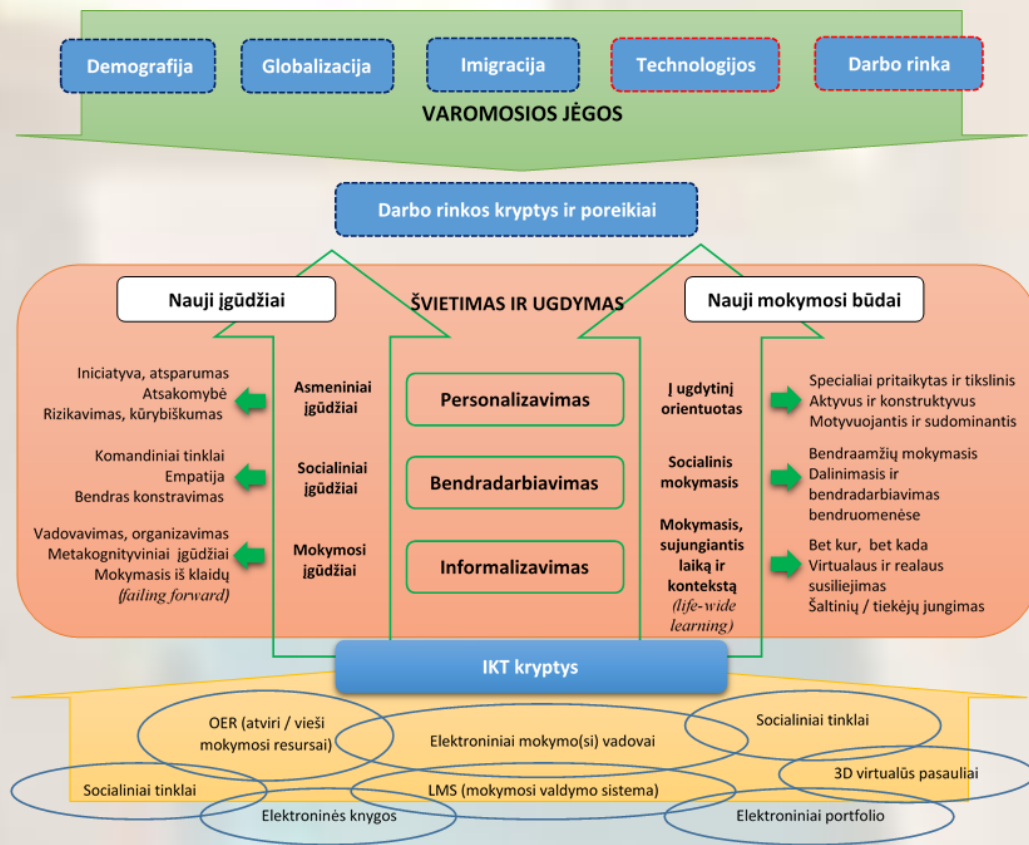 Demografija
Globalizacija
Imigracija
Technologijos
Darbo rinka
VAROMOSIOS JĖGOS
Darbo rinkos kryptys ir poreikiai
Nauji įgūdžiai
ŠVIETIMAS IR UGDYMAS
Nauji mokymosi būdai
Iniciatyva, atsparumas
Atsakomybė
Rizikavimas, kūrybiškumas
Asmeniniai
įgūdžiai
Personalizavimas
Į ugdytinį
orientuotas
Specialiai pritaikytas ir tikslinis
Aktyvus ir konstruktyvus
Motyvuojantis ir sudominantis
Komandiniai tinklai
Empatija
Bendras konstravimas
Socialiniai
įgūdžiai
Bendradarbiavimas
Socialinis
mokymasis
Bendraamžių mokymasis
Dalinimasis ir
bendradarbiavimas
bendruomenėse
Vadovavimas, organizavimas
Metakognityviniai įgūdžiai
Mokymasis iš klaidų
(failing forward)
Mokymosi
įgūdžiai
Informalizavimas
Mokymasis,
sujungiantis
laiką ir
kontekstą
(life-wide
learning)
Bet kur, bet kada
Virtualaus ir realaus
susiliejimas
Šaltinių / tiekėjų jungimas
IKT kryptys
OER (atviri / vieši
mokymosi resursai)
Elektroniniai mokymo(si) vadovai
Socialiniai tinklai
Socialiniai tinklai
LMS (mokymosi valdymo sistema)
3D virtualūs pasauliai
Elektroninės knygos
Elektroniniai portfolio